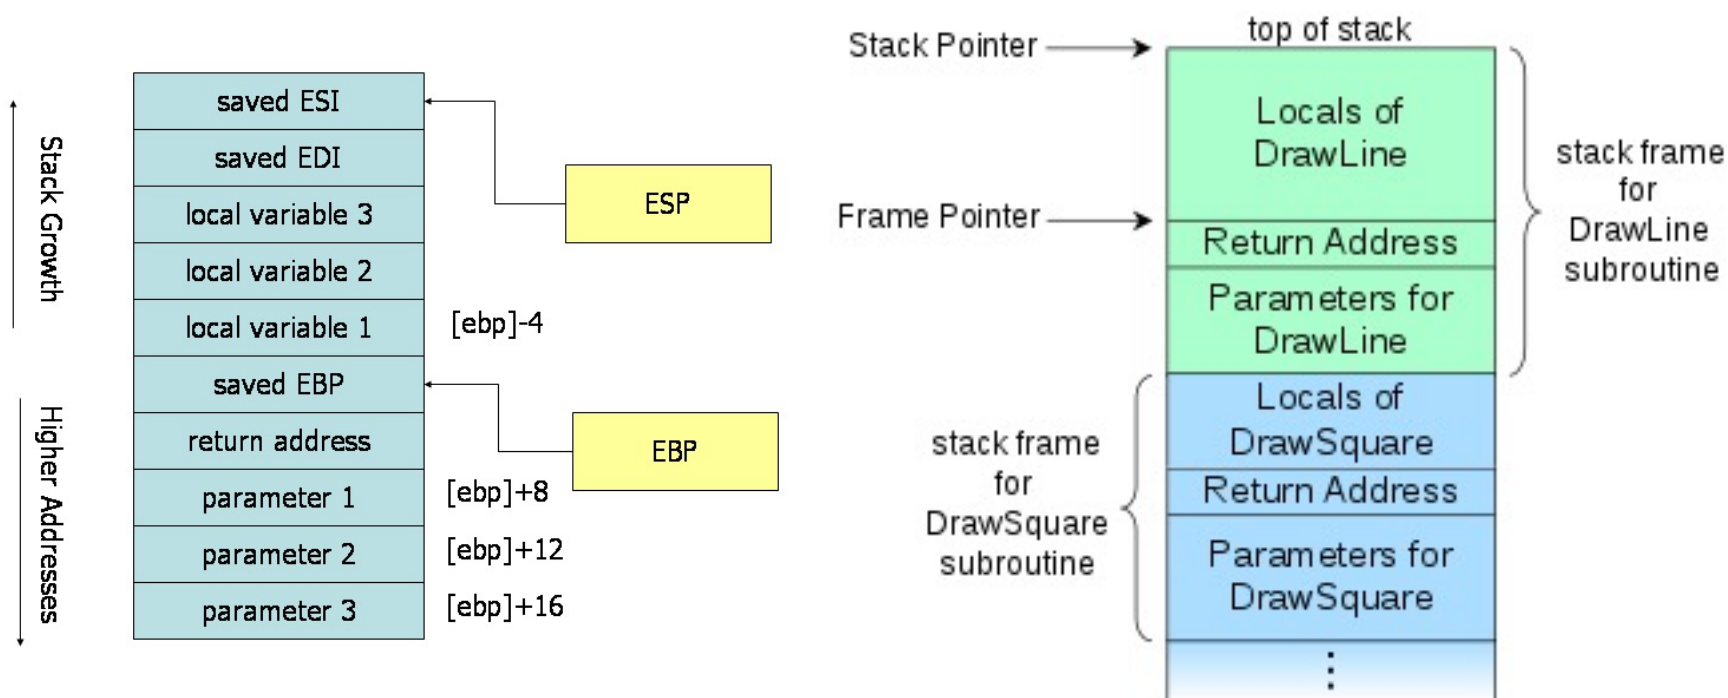 Stack Growth
Higher Addresses
saved ESI
saved EDI
local variable 3
local variable 2
local variable 1
[ebp]-4
saved EBP
return address
parameter 1
[ebp]+8
parameter 2
[ebp]+12
parameter 3
[ebp]+16
ESP
EBP
top of stack
Stack Pointer
Locals of
DrawLine
Frame Pointer
Return Address
Parameters for
DrawLine
stack frame
for
DrawLine
subroutine
Locals of
DrawSquare
Return Address
Parameters for
DrawSquare
stack frame
for
DrawSquare
subroutine